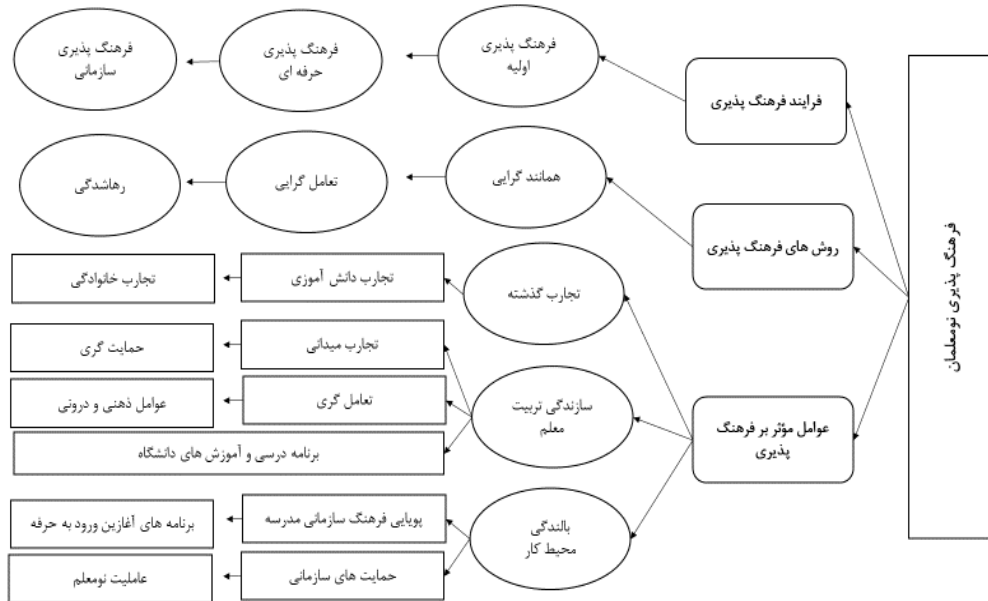 فرهنگ پذیری نومعلمان
فرایند فرهنگ پذیری
فرهنگ پذیری
اولیه
فرهنگ پذیری
حرفه ای
فرهنگ پذیری
سازمانی
روش های فرهنگ پذیری
همانند گرایی
تعامل گرایی
رهاشدگی
عوامل مؤثر بر فرهنگ
پذیری
تجارب گذشته
تجارب دانش آموزی
تجارب خانوادگی
سازندگی تربیت
معلم
تجارب میدانی
حمایت گری
تعامل گری
عوامل ذهنی و درونی
برنامه درسی و آموزش های دانشگاه
بالندگی
محیط کار
پویایی فرهنگ سازمانی مدرسه
برنامه های آغازین ورود به حرفه
حمایت های سازمانی
عاملیت نومعلم